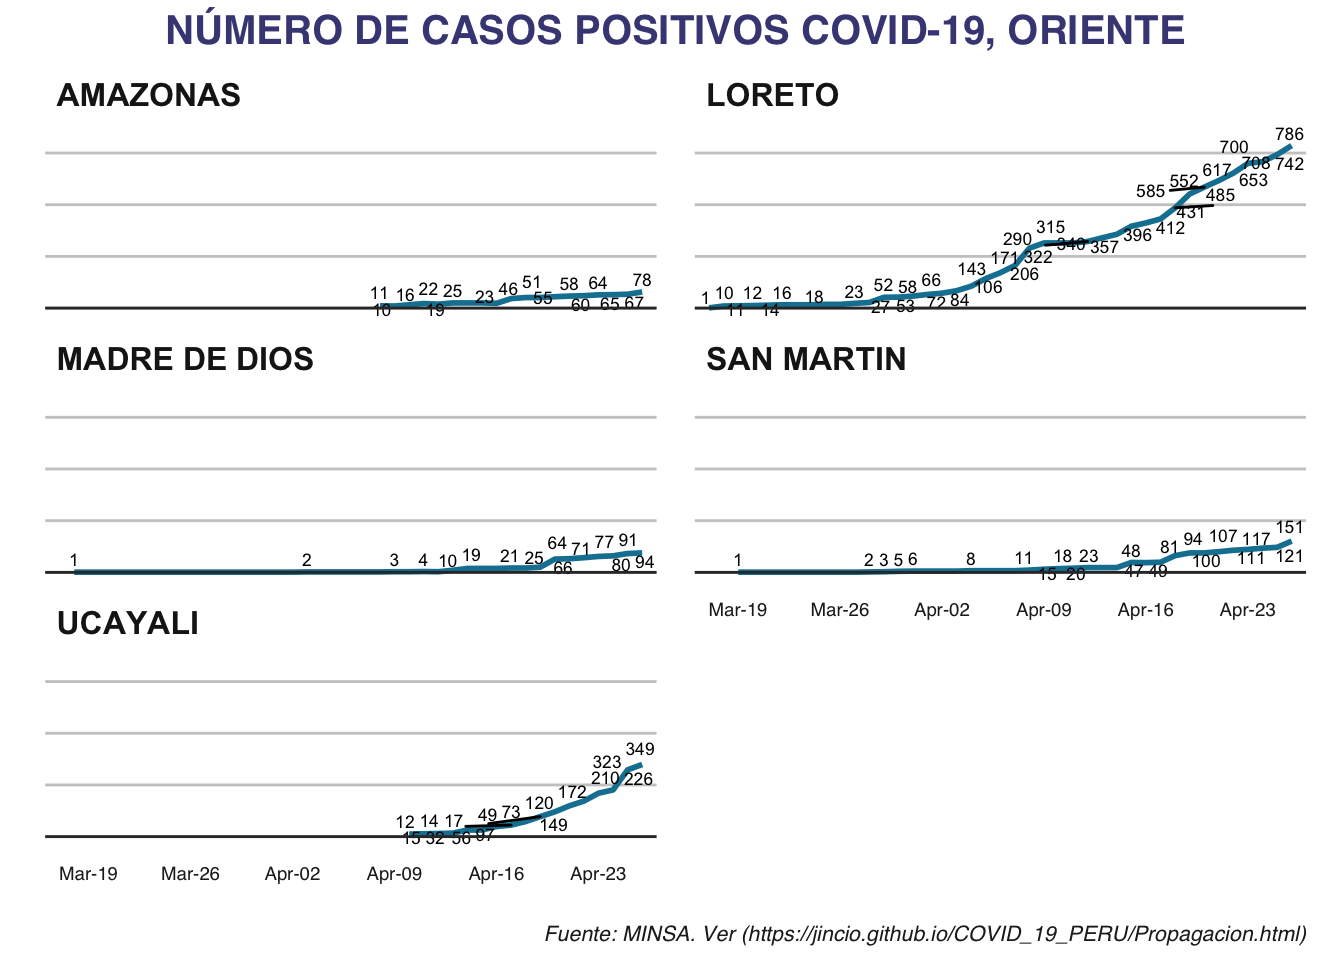 NÚMERO DE CASOS POSITIVOS COVID-19, ORIENTE
AMAZONAS
11 16 22 25 23 46 51 58 64 78
10 19 55 60 65 67
LORETO
1 10 12 16 18 23 52 58 66 143 171 290 315 585 552 617 700 786
11 14 27 53 72 84 106 206 322 340 357 396 412 431 485 653 708 742
MADRE DE DIOS
1 2 3 4 10 19 21 25 64 71 77 91
66 80 94
SAN MARTIN
1 2 3 5 6 8 11 18 23 48 81 94 107 117 151
15 20 47 49 100 111 121
Mar-19 Mar-26 Apr-02 Apr-09 Apr-16 Apr-23
UCAYALI
12 14 17 49 73 120 172 323 349
15 32 56 97 149 210 226
Mar-19 Mar-26 Apr-02 Apr-09 Apr-16 Apr-23
Fuente: MINSA. Ver (https://jincio.github.io/COVID_19_PERU/Propagacion.html)